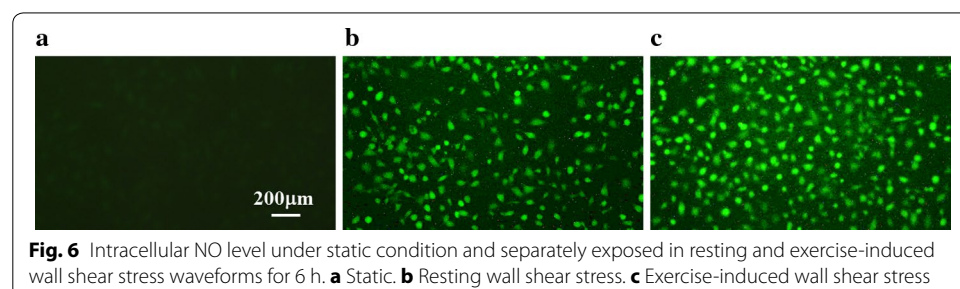 a b c
200μm
Fig. 6 Intracellular NO level under static condition and separately exposed in resting and exercise-induced
wall shear stress waveforms for 6 h. a Static. b Resting wall shear stress. c Exercise-induced wall shear stress